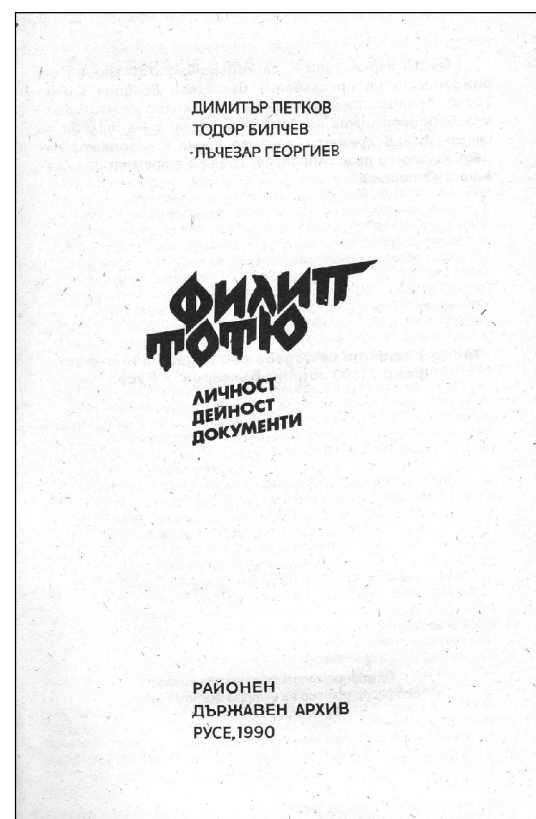 ДИМИТЪР ПЕТКОВ
ТОДОР БИЛЧЕВ
ЛЪЧЕЗАР ГЕОРГИЕВ
ФИЛИП
ТОТЮ
ЛИЧНОСТ
ДЕЙНОСТ
ДОКУМЕНТИ
РАЙОНЕН
ДЪРЖАВЕН АРХИВ
РУСЕ,1990